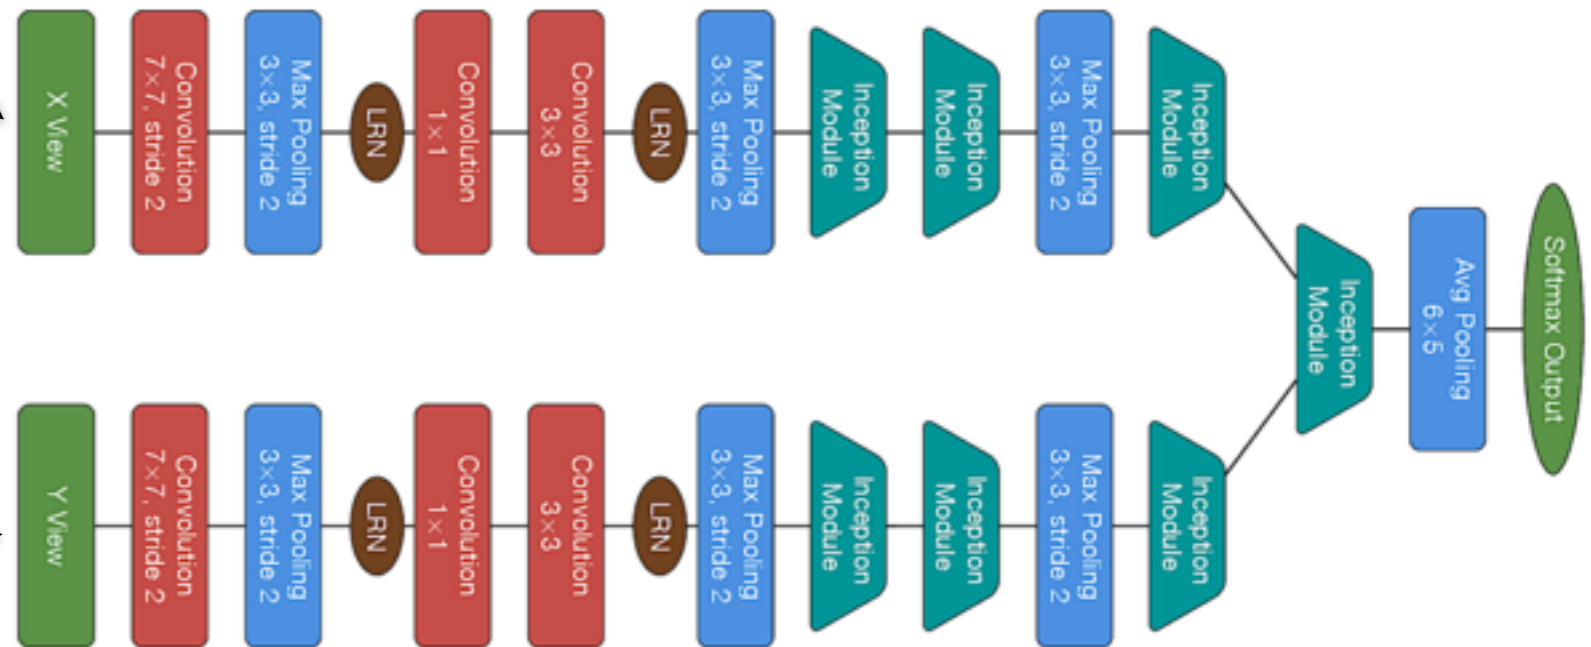 X View
Convolution
7×7, stride 2
Max Pooling
3×3, stride 2
LRN
Convolution
1×1
Convolution
3×3
LRN
Max Pooling
3×3, stride 2
Inception
Module
Inception
Module
Max Pooling
3×3, stride 2
Inception
Module
Y View
Convolution
7×7, stride 2
Max Pooling
3×3, stride 2
LRN
Convolution
1×1
Convolution
3×3
LRN
Max Pooling
3×3, stride 2
Inception
Module
Inception
Module
Max Pooling
3×3, stride 2
Inception
Module
Inception
Module
Avg Pooling
6×5
Softmax Output